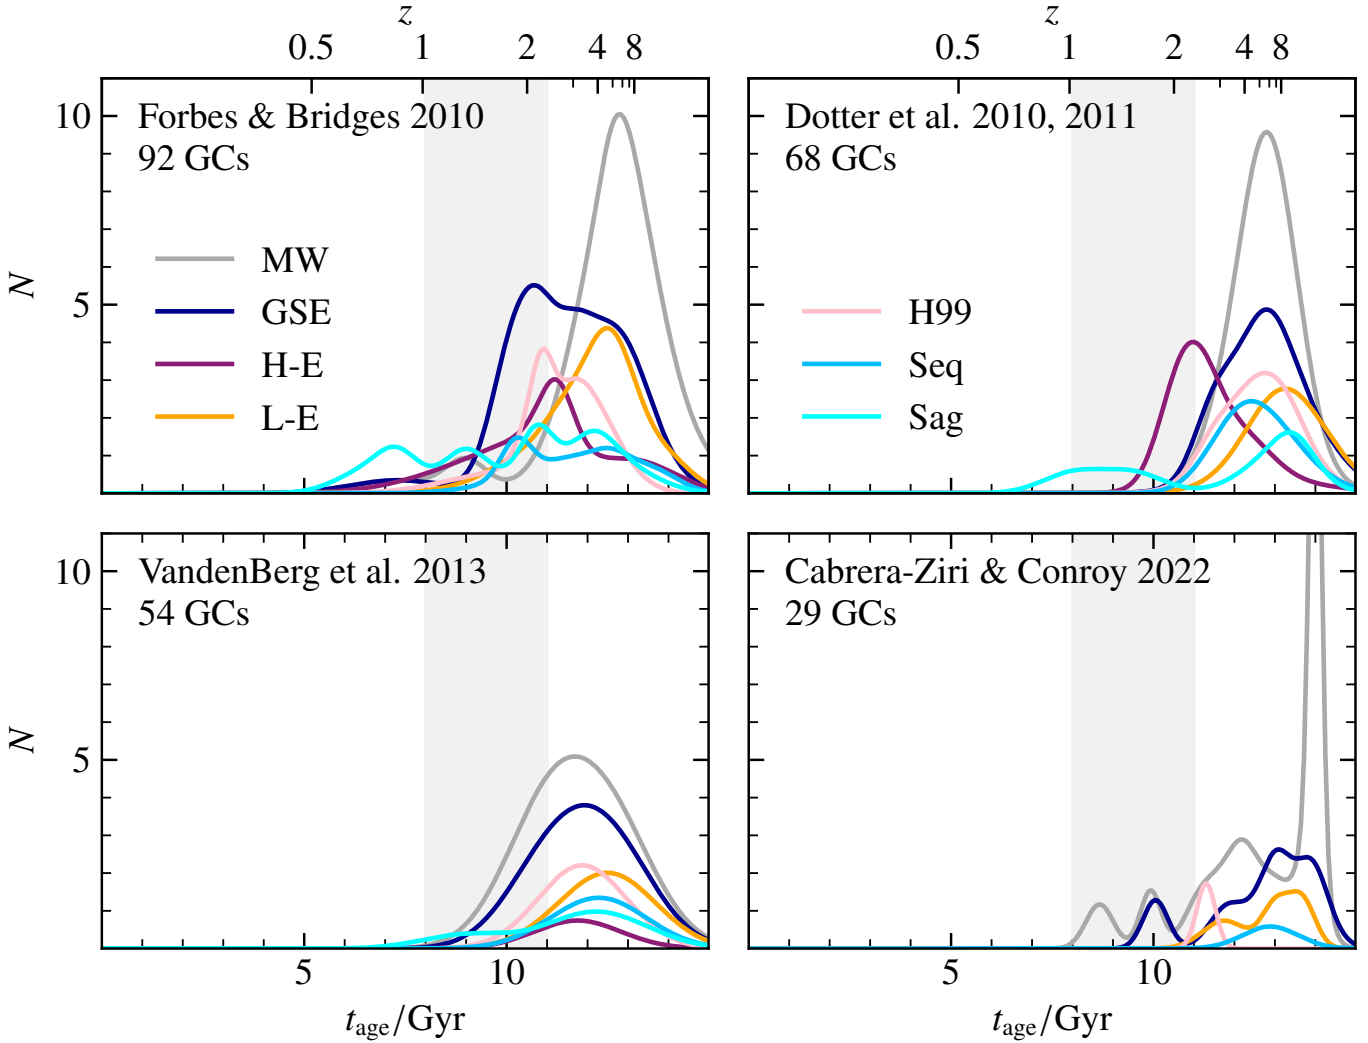 z
z
0.5 1 2 4 8
0.5 1 2 4 8
Forbes & Bridges 2010
92 GCs
Dotter et al. 2010, 2011
68 GCs
10
5
N
MW
GSE
H-E
L-E
H99
Seq
Sag
VandenBerg et al. 2013
54 GCs
Cabrera-Ziri & Conroy 2022
29 GCs
10
5
N
5 10
5 10
t_age/Gyr
t_age/Gyr